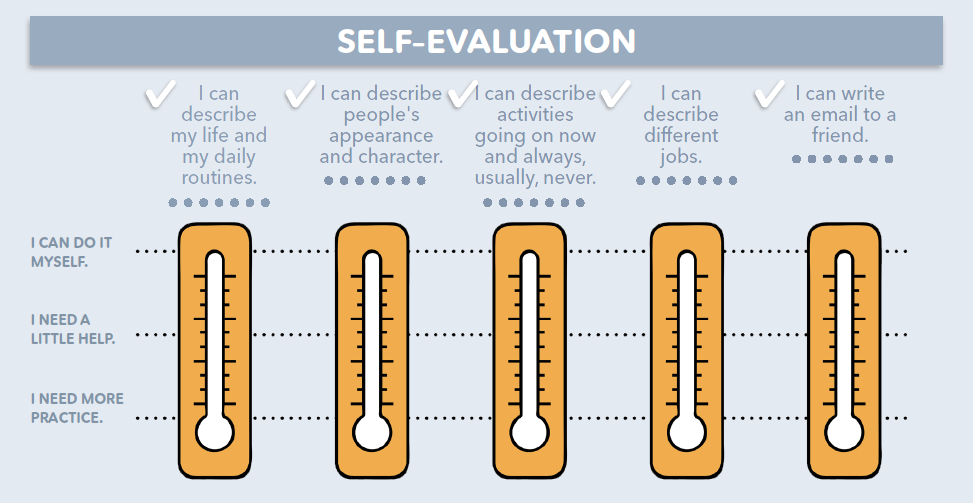 SELF-EVALUATION
I can
describe
my life and
my daily
routines.
I can describe
people's
appearance
and character.
I can describe
activities
going on now
and always,
usually, never.
I can
describe
different
jobs.
I can write
an email to a
friend.
I CAN DO IT
MYSELF.
I NEED A
LITTLE HELP.
I NEED MORE
PRACTICE.